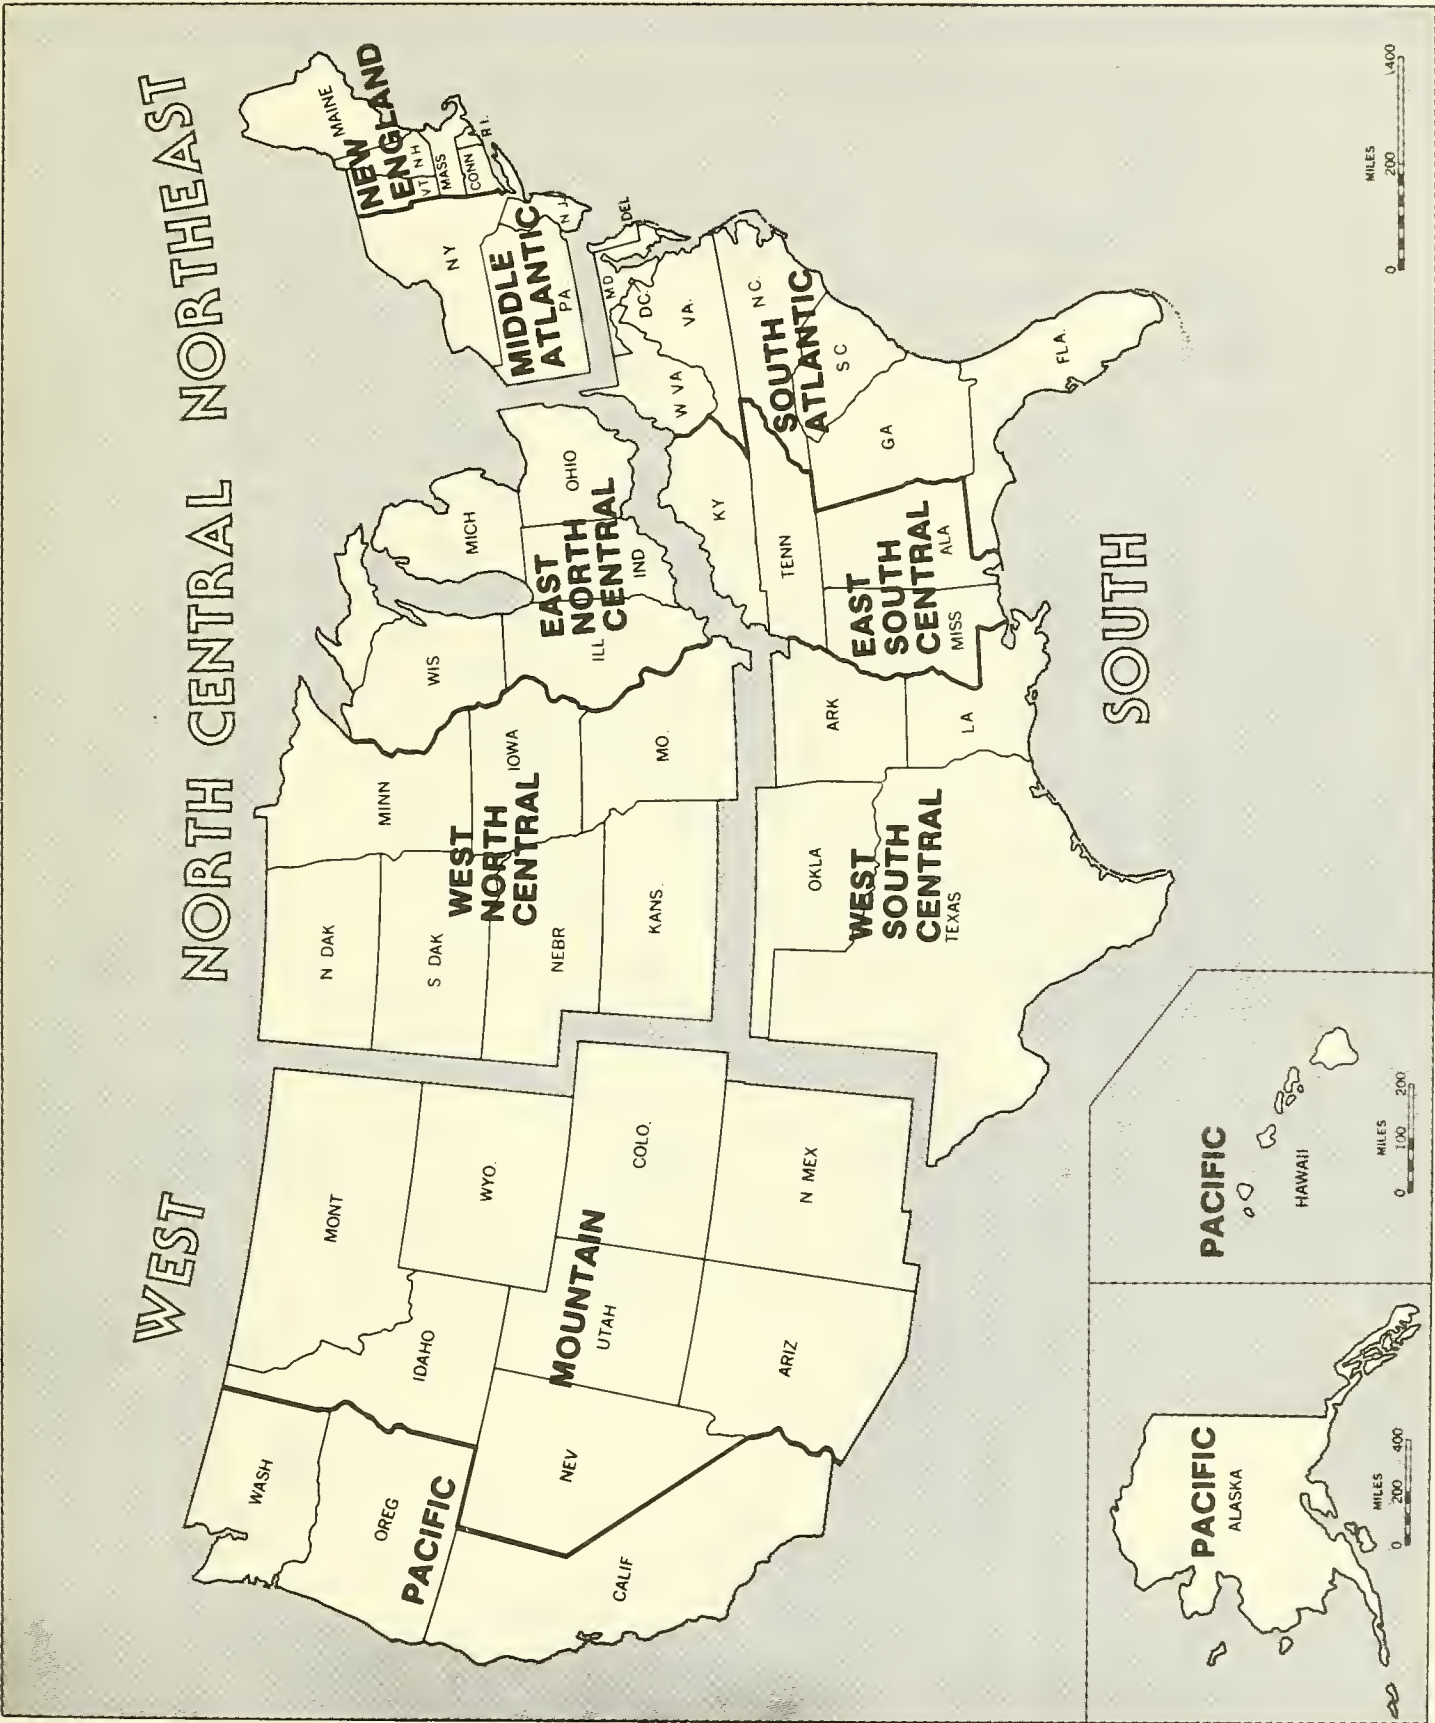 WEST
NORTH CENTRAL
NORTHEAST
SOUTH
WASH
OREG
PACIFIC
CALIF
MONT
IDAHO
WYO.
NEV
MOUNTAIN
UTAH
COLO.
ARIZ
N MEX
N DAK
S DAK
MINN
WEST
NORTH
CENTRAL
NEBR
IOWA
KANS.
MO.
WIS
MICH
EAST
NORTH
CENTRAL
ILL
IND
OHIO
MAINE
NEW
ENGLAND
VT
N H
MASS
CONN
R I.
N Y
MIDDLE
ATLANTIC
PA
N J.
DEL
M D
DC.
VA.
W VA
N C.
SOUTH
ATLANTIC
S C
GA
FLA.
KY
TENN
EAST
SOUTH
CENTRAL
MISS
ALA
ARK
LA
OKLA
WEST
SOUTH
CENTRAL
TEXAS
PACIFIC
ALASKA
MILES
0 200 400
PACIFIC
HAWAII
MILES
0 100 200
MILES
0 200 400